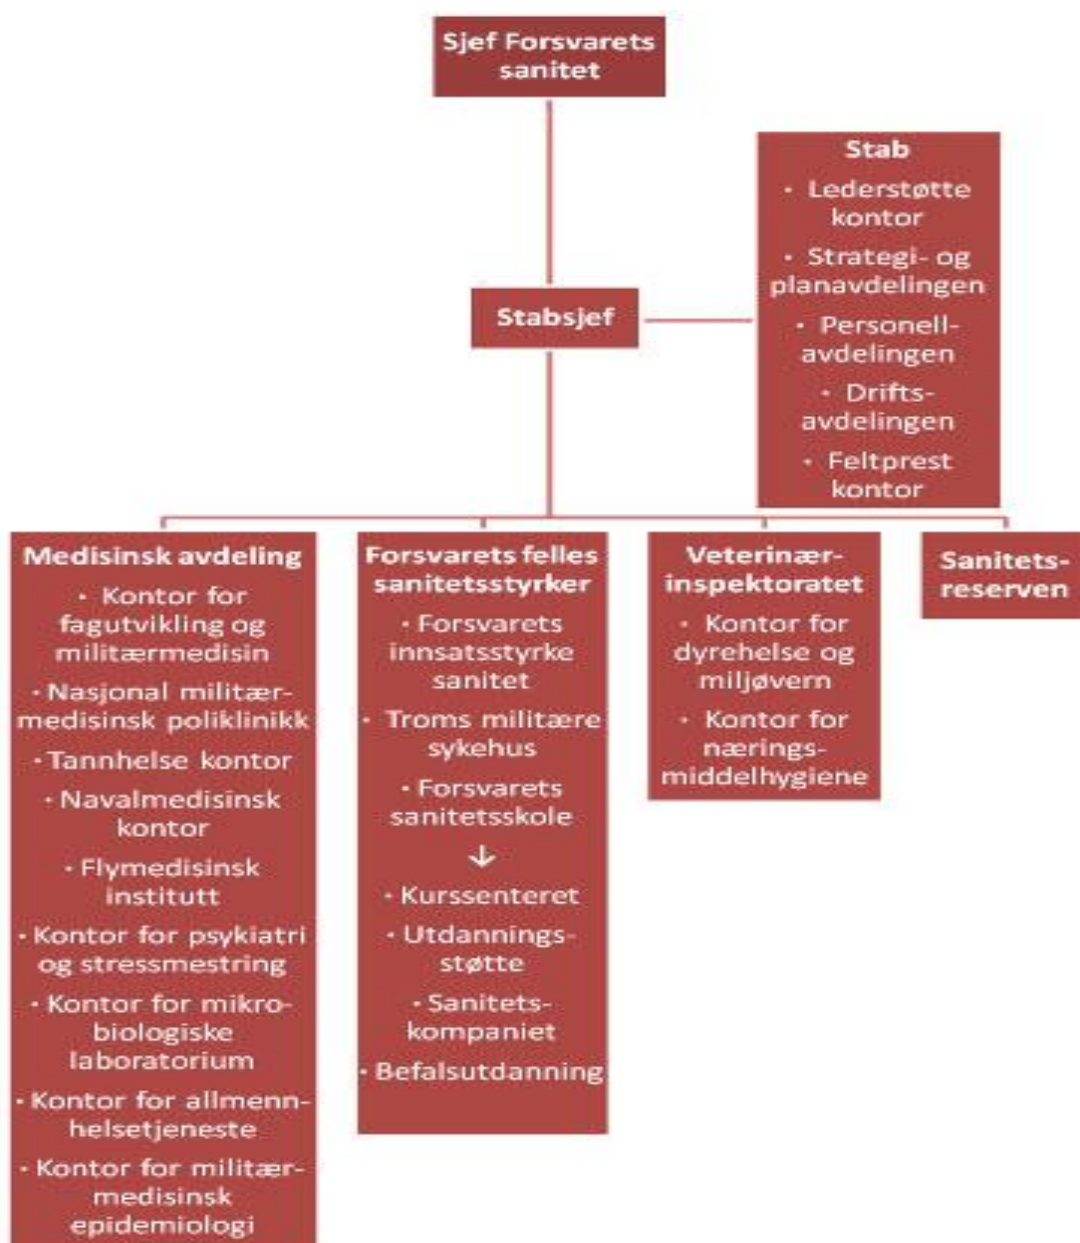 Sjef Forsvarets
sanitet
Stab
· Lederstøtte
kontor
· Strategi- og
planavdelingen
· Personell-
avdelingen
· Drifts-
avdelingen
· Feltprest
kontor
Stabsjef
Medisinsk avdeling
· Kontor for
fagutvikling og
militærmedisin
· Nasjonal militær-
medisinsk poliklinikk
· Tannhelse kontor
· Navalmedisinsk
kontor
· Flymedisinsk
institutt
· Kontor for psykiatri
og stressmestring
· Kontor for mikro-
biologiske
laboratorium
· Kontor for allmenn-
helsetjeneste
· Kontor for militær-
medisinsk
epidemiologi
Forsvarets felles
sanitetsstyrker
· Forsvarets
innsatsstyrke
sanitet
· Troms militære
sykehus
· Forsvarets
sanitetsskole
↓
· Kurssenteret
· Utdannings-
støtte
· Sanitets-
kompaniet
· Befalsutdanning
Veterinær-
inspektoratet
· Kontor for
dyrehelse og
miljøvern
· Kontor for
nærings-
middelhygiene
Sanitets-
reserven